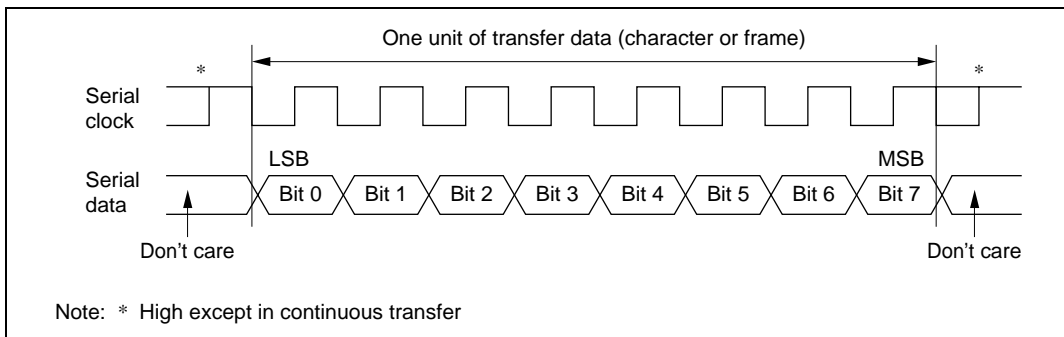 One unit of transfer data (character or frame)
* *
Serial
clock
LSB MSB
Serial
data
Bit 0 Bit 1 Bit 2 Bit 3 Bit 4 Bit 5 Bit 6 Bit 7
Don't care Don't care
Note: * High except in continuous transfer